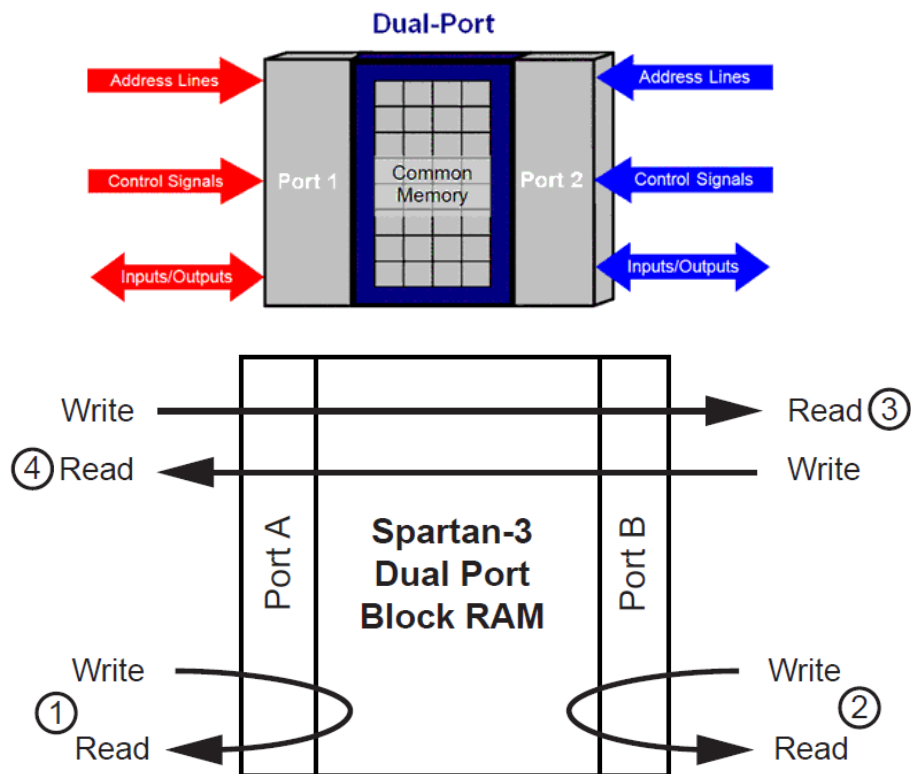 Dual-Port
Address Lines
Address Lines
Control Signals
Port 1
Common
Memory
Port 2
Control Signals
Inputs/Outputs
Inputs/Outputs
Write
Read 3
4 Read
Write
Port A
Spartan-3
Dual Port
Block RAM
Port B
Write
Write
1
2
Read
Read